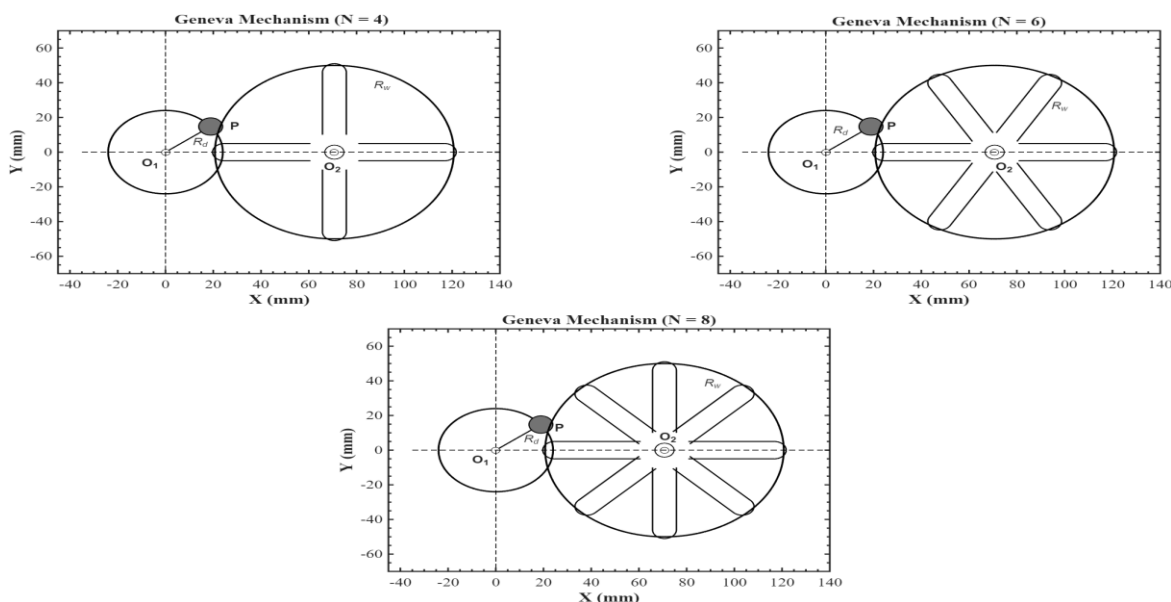 Geneva Mechanism (N = 4)
60
40
20
0
-20
-40
-60
Y (mm)
R_w
P
R_d
O₁
O₂
-40 -20 0 20 40 60 80 100 120 140
X (mm)
Geneva Mechanism (N = 6)
60
40
20
0
-20
-40
-60
Y (mm)
R_w
P
R_d
O₁
O₂
-40 -20 0 20 40 60 80 100 120 140
X (mm)
Geneva Mechanism (N = 8)
60
40
20
0
-20
-40
-60
Y (mm)
R_w
P
R_d
O₂
O₁
-40 -20 0 20 40 60 80 100 120 140
X (mm)